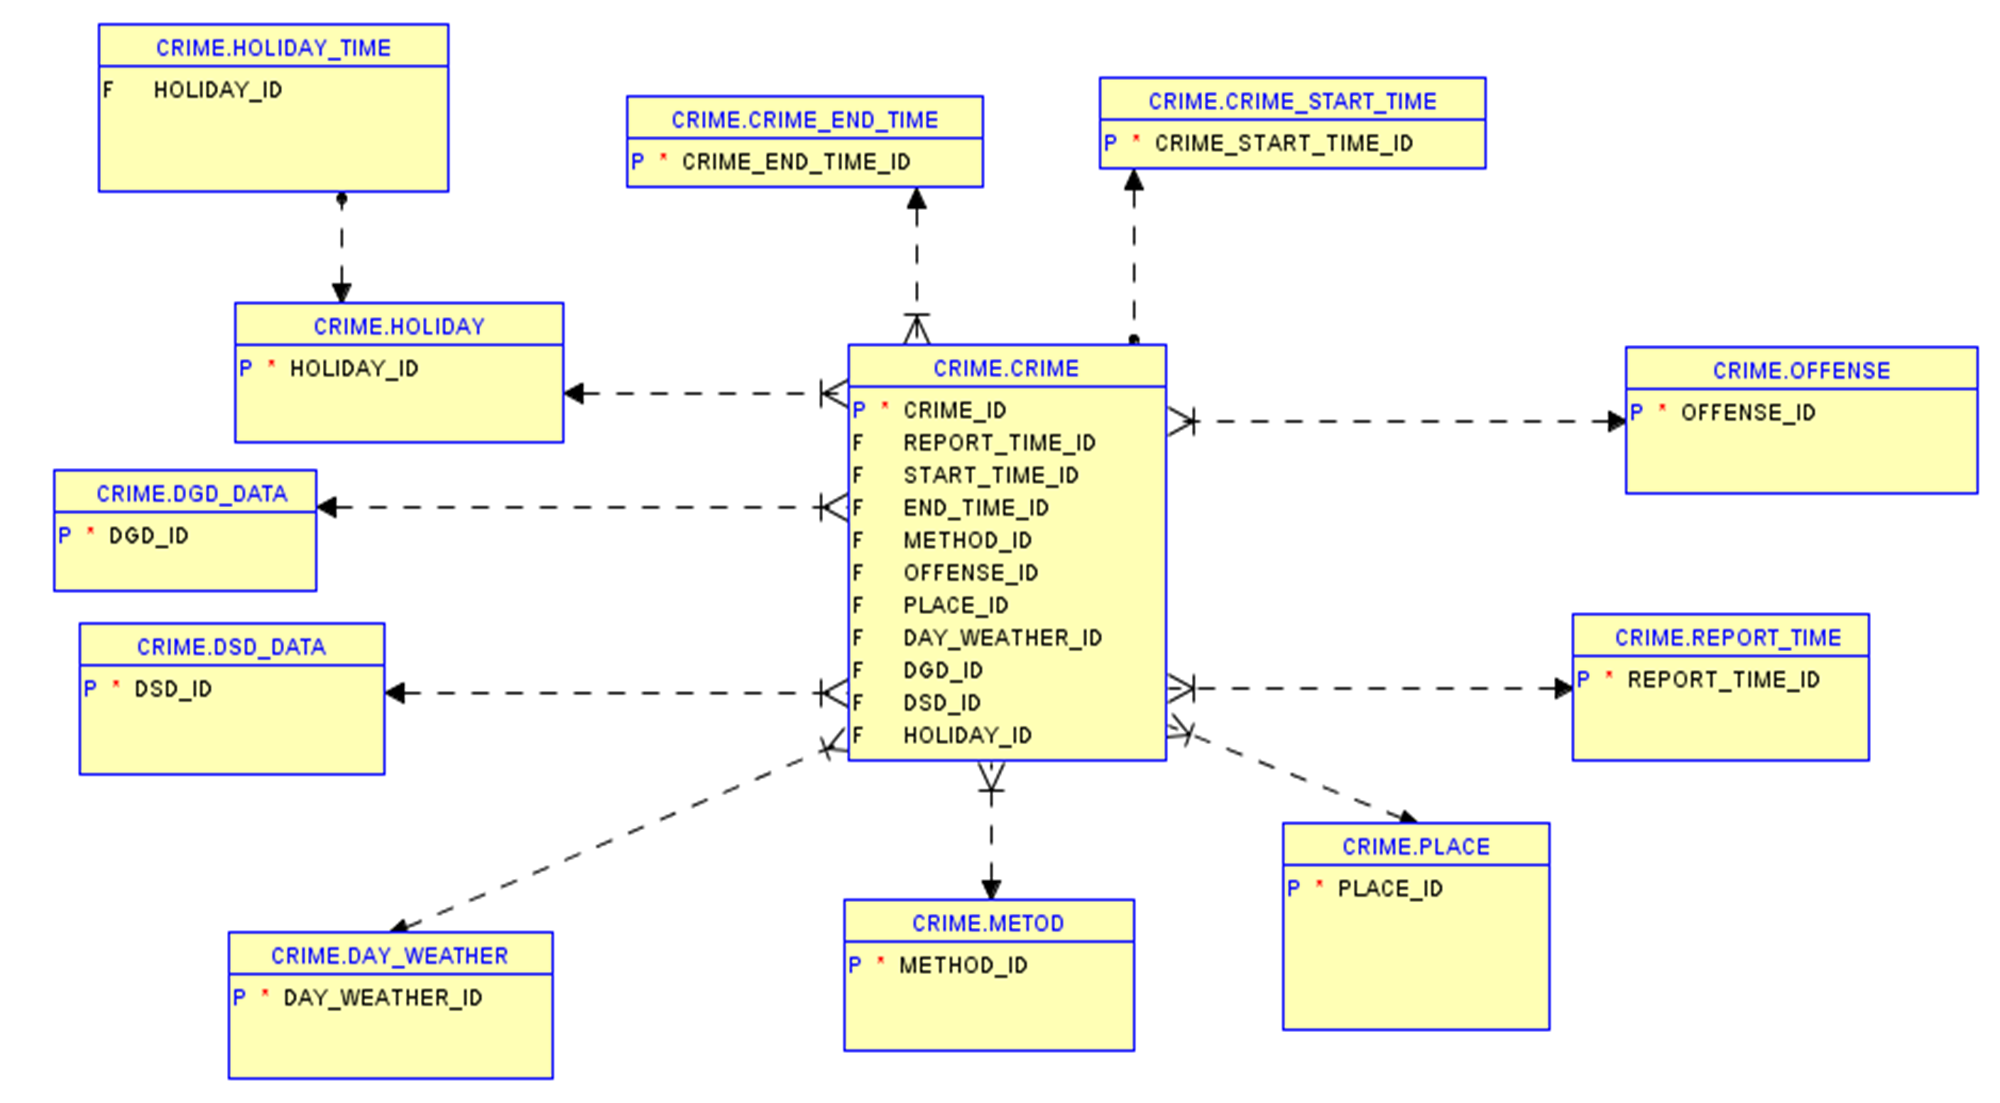 CRIME.HOLIDAY_TIME
F HOLIDAY_ID
CRIME.CRIME_END_TIME
P * CRIME_END_TIME_ID
CRIME.CRIME_START_TIME
P * CRIME_START_TIME_ID
CRIME.HOLIDAY
P * HOLIDAY_ID
CRIME.DGD_DATA
P * DGD_ID
CRIME.DSD_DATA
P * DSD_ID
CRIME.CRIME
P * CRIME_ID
F REPORT_TIME_ID
F START_TIME_ID
F END_TIME_ID
F METHOD_ID
F OFFENSE_ID
F PLACE_ID
F DAY_WEATHER_ID
F DGD_ID
F DSD_ID
F HOLIDAY_ID
CRIME.OFFENSE
P * OFFENSE_ID
CRIME.REPORT_TIME
P * REPORT_TIME_ID
CRIME.PLACE
P * PLACE_ID
CRIME.METOD
P * METHOD_ID
CRIME.DAY_WEATHER
P * DAY_WEATHER_ID